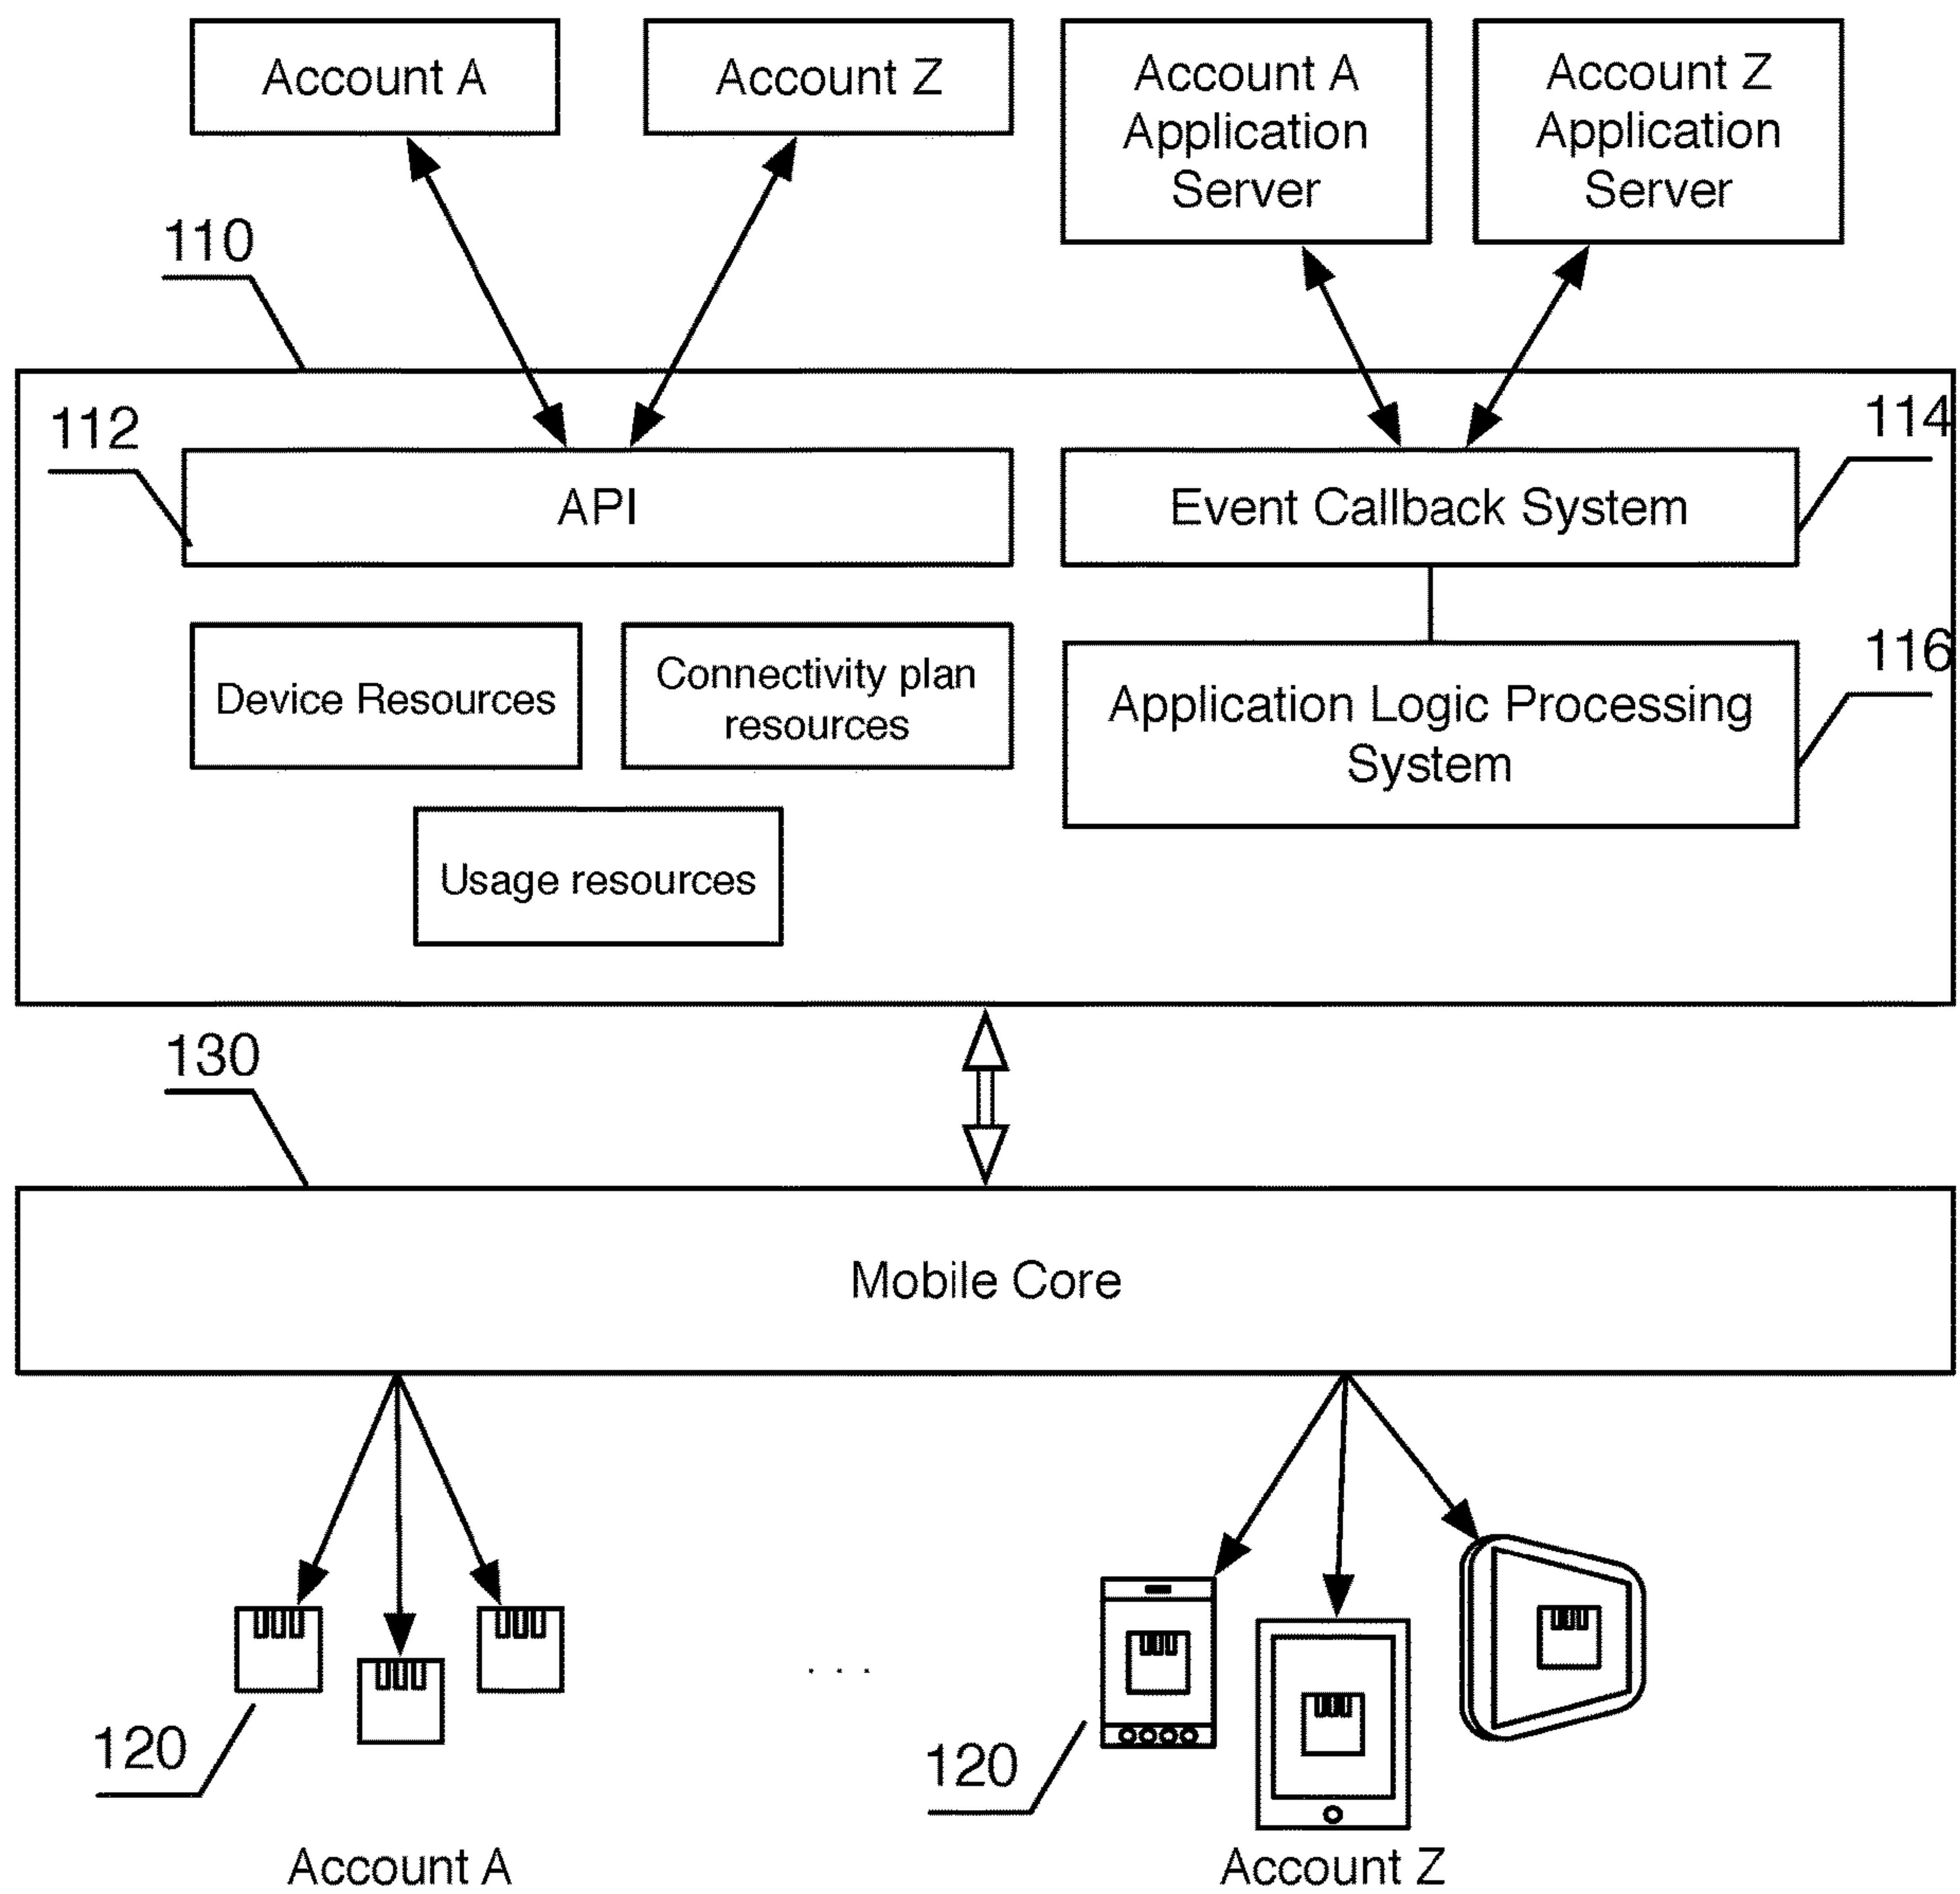 Account A
Account Z
Account A
Application
Server
Account Z
Application
Server
110
112
API
Event Callback System
114
Device Resources
Connectivity plan
resources
Application Logic Processing
System
116
Usage resources
130
Mobile Core
. . .
120
120
Account A
Account Z